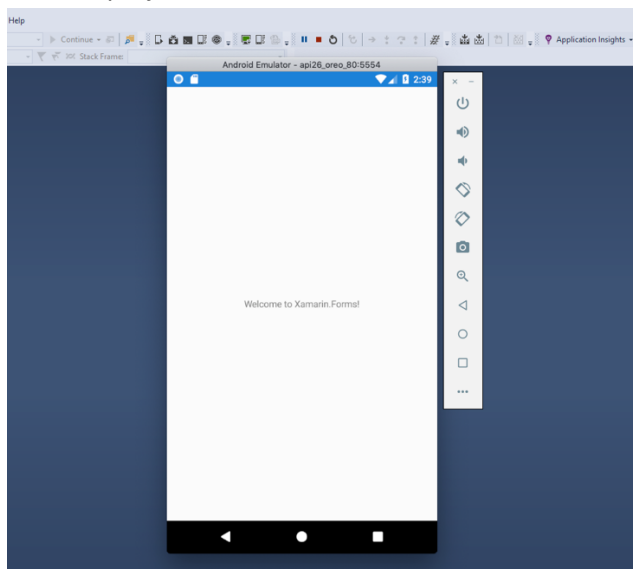 Help
Continue
Application Insights
Stack Frame:
Android Emulator - api26_oreo_80:5554
2:39
Welcome to Xamarin.Forms!